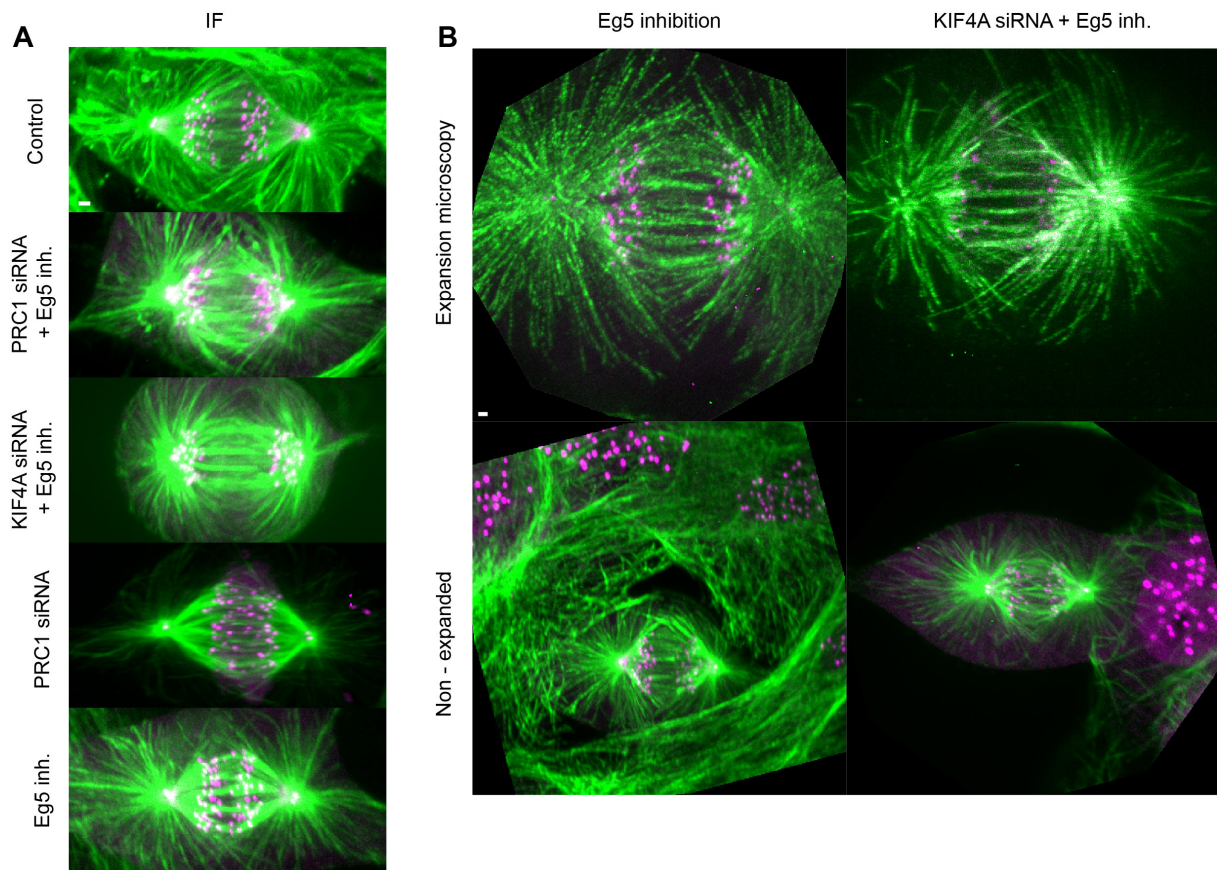 A
IF
Control
PRC1 siRNA
+ Eg5 inh.
KIF4A siRNA
+ Eg5 inh.
PRC1 siRNA
Eg5 inh.
B
Eg5 inhibition
KIF4A siRNA + Eg5 inh.
Expansion microscopy
Non - expanded